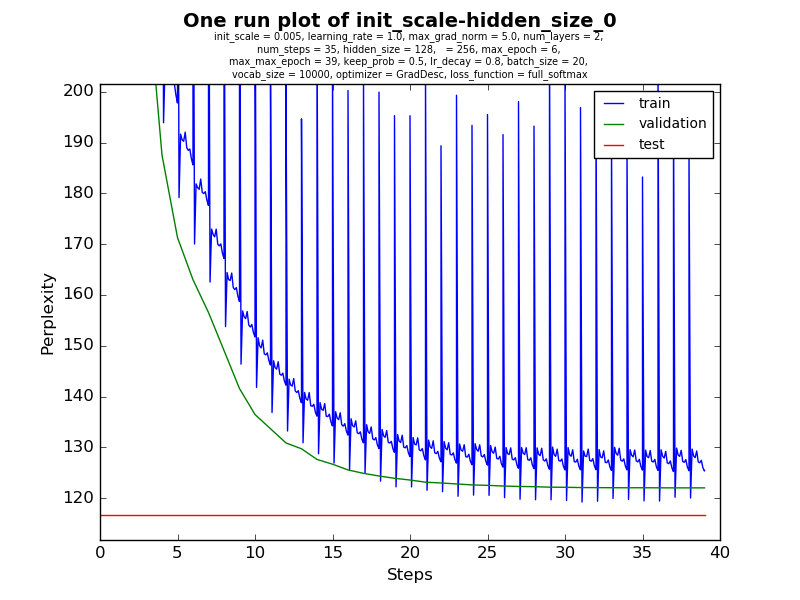 One run plot of init_scale-hidden_size_0
init_scale = 0.005, learning_rate = 1.0, max_grad_norm = 5.0, num_layers = 2,
num_steps = 35, hidden_size = 128,   = 256, max_epoch = 6,
max_max_epoch = 39, keep_prob = 0.5, lr_decay = 0.8, batch_size = 20,
vocab_size = 10000, optimizer = GradDesc, loss_function = full_softmax
200
190
180
170
160
150
140
130
120
Perplexity
train
validation
test
0 5 10 15 20 25 30 35 40
Steps